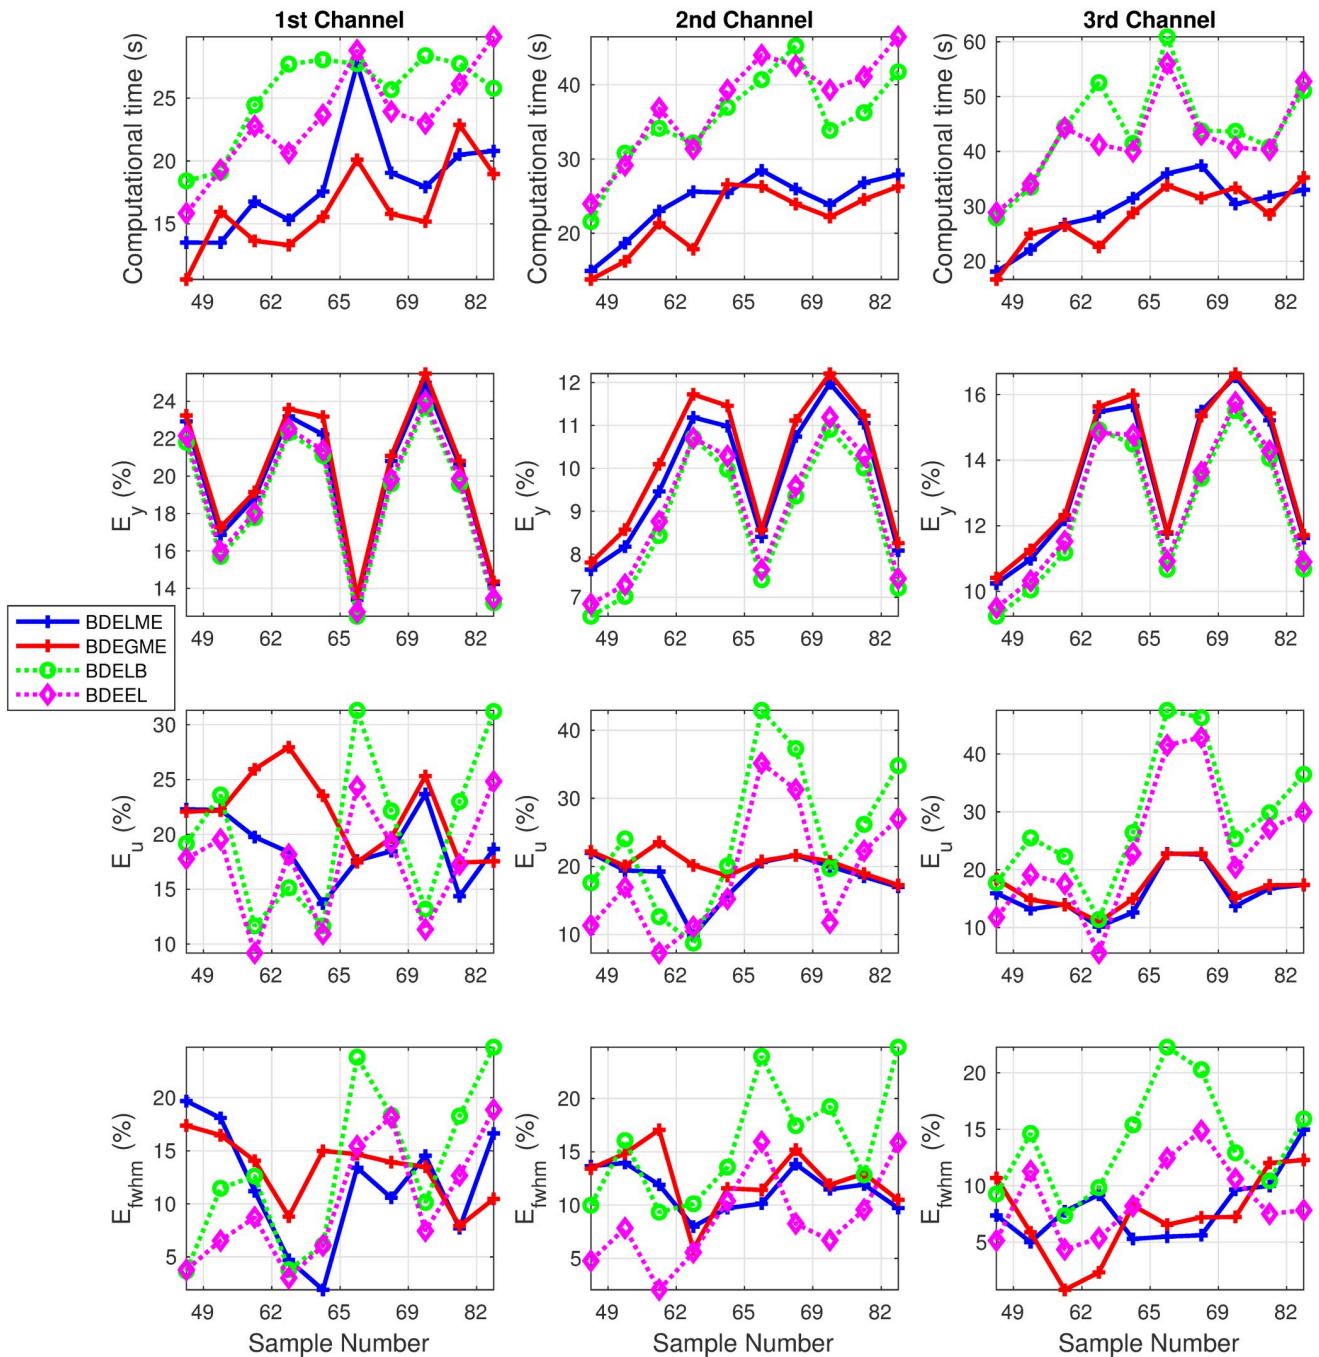 1st Channel
2nd Channel
3rd Channel
Computational time (s)
25
20
15
49 62 65 69 82
Computational time (s)
40
30
20
49 62 65 69 82
Computational time (s)
60
50
40
30
20
49 62 65 69 82
E_y (%)
24
22
20
18
16
14
49 62 65 69 82
E_y (%)
12
11
10
9
8
7
49 62 65 69 82
E_y (%)
16
14
12
10
49 62 65 69 82
BDELME
BDEGME
BDELB
BDEEL
E_u (%)
30
25
20
15
10
49 62 65 69 82
E_u (%)
40
30
20
10
49 62 65 69 82
E_u (%)
40
30
20
10
49 62 65 69 82
E_fwhm (%)
20
15
10
5
49 62 65 69 82
Sample Number
E_fwhm (%)
20
15
10
5
49 62 65 69 82
Sample Number
E_fwhm (%)
20
15
10
5
49 62 65 69 82
Sample Number